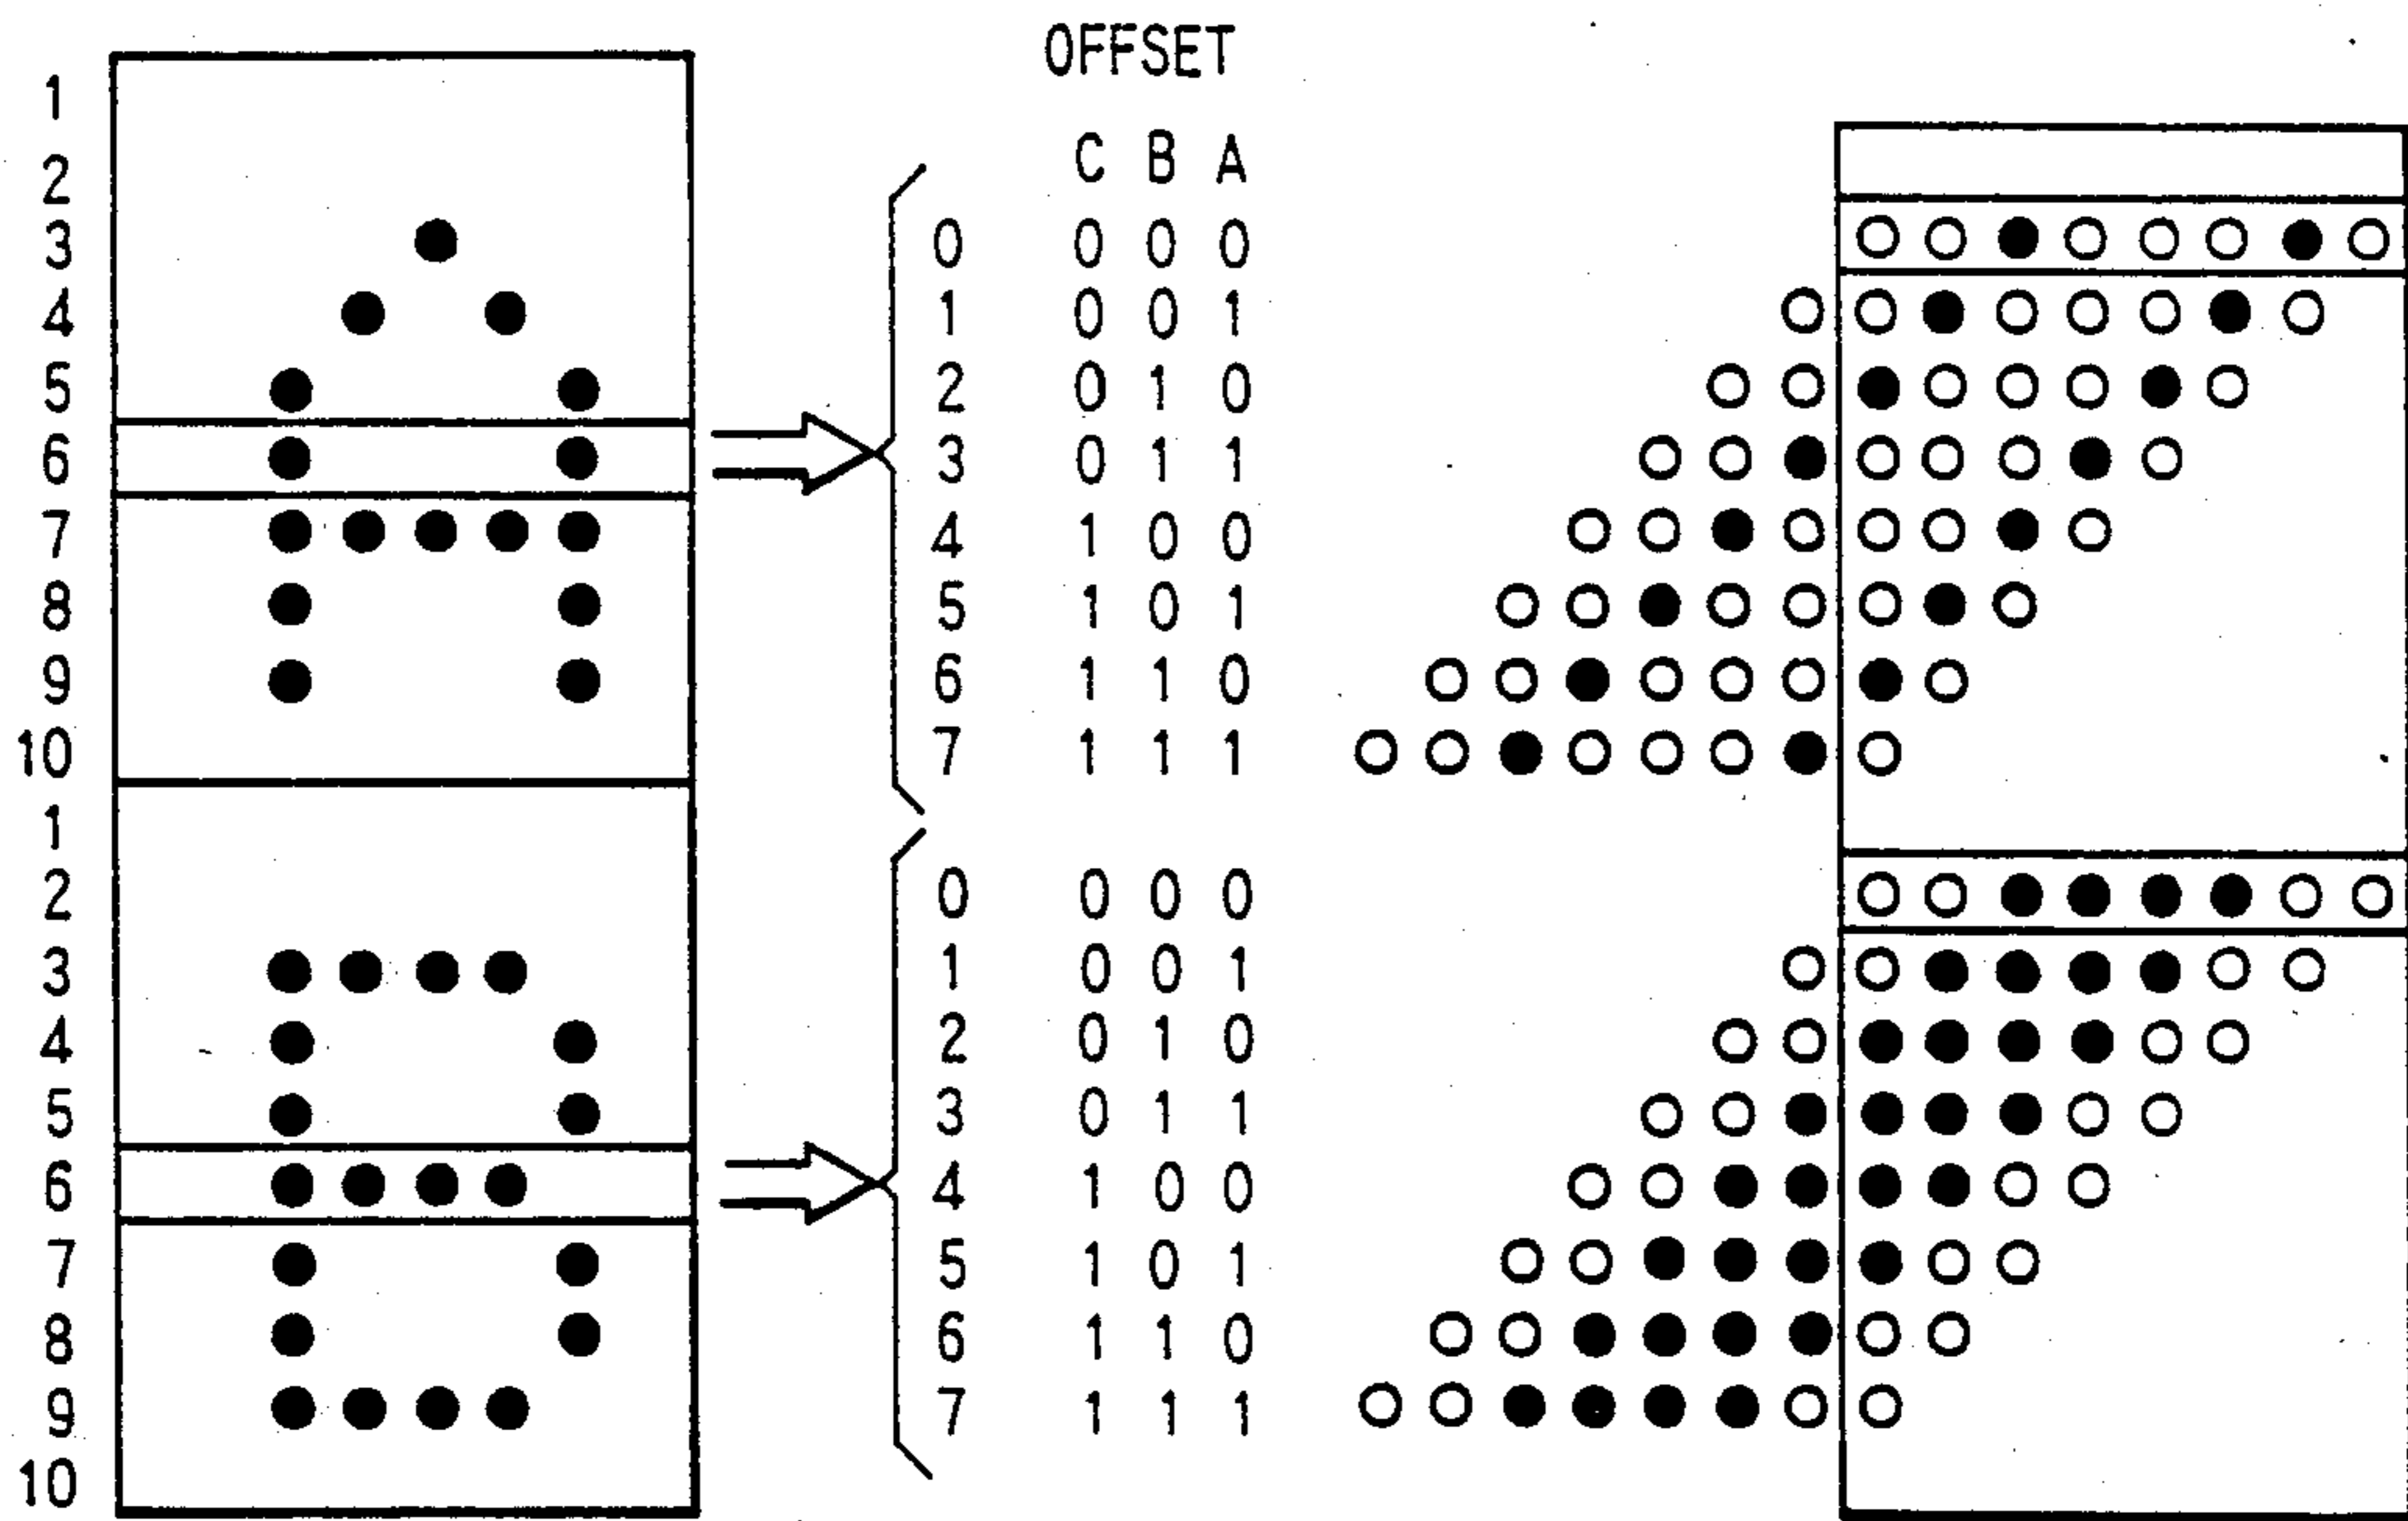 OFFSET
1
C B A
2
3 0 0 0 0
4 1 0 0 1
5 2 0 1 0
6 3 0 1 1
7 4 1 0 0
8 5 1 0 1
9 6 1 1 0
10 7 1 1 1
1
2 0 0 0 0
3 1 0 0 1
4 2 0 1 0
5 3 0 1 1
6 4 1 0 0
7 5 1 0 1
8 6 1 1 0
9 7 1 1 1
10